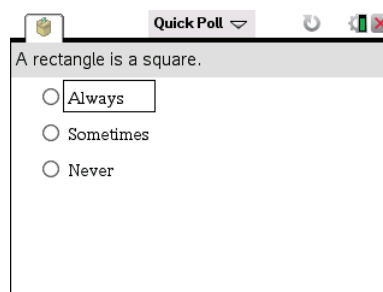 Quick Poll
A rectangle is a square.
Always
Sometimes
Never